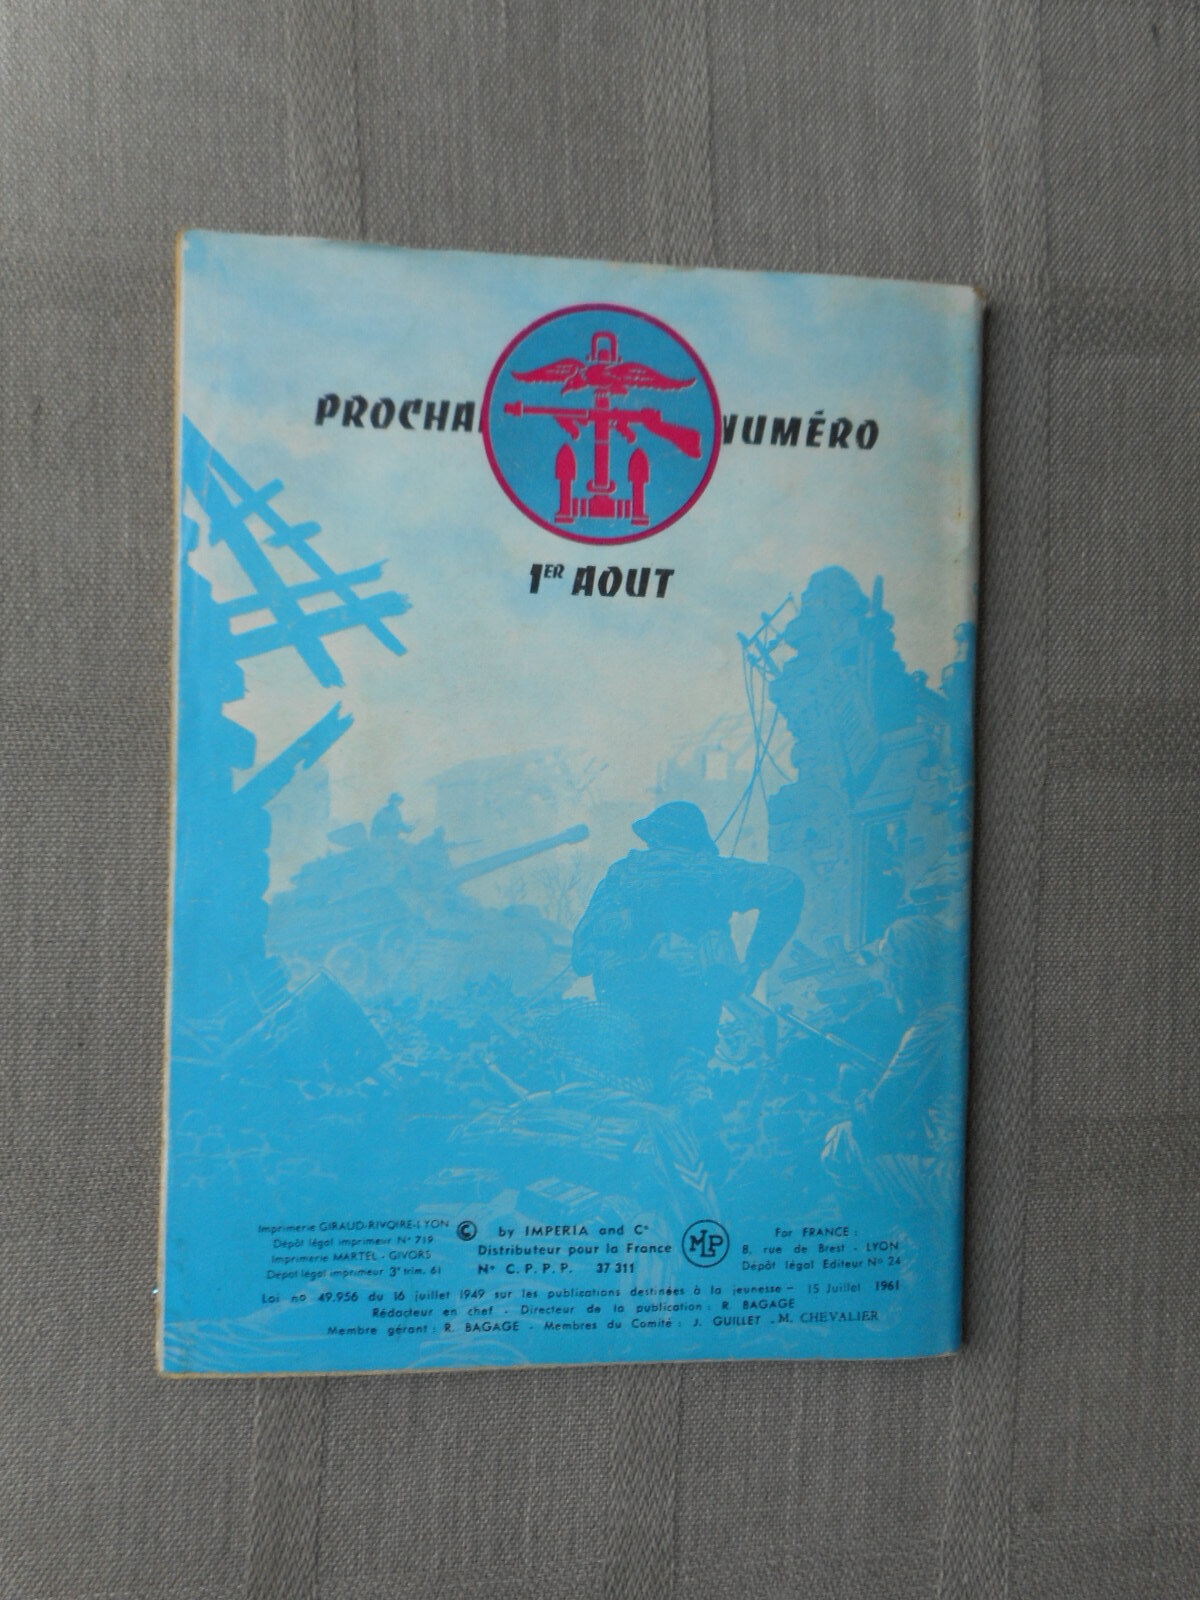 PROCHAI NUMÉRO
1ER AOUT
Imprimerie GIRAUD-RIVOIRE-LYON
Dépôt légal imprimeur N° 719
Imprimerie MARTEL - GIVORS
Dépot légal imprimeur 3e trim. 61
© by IMPERIA and C°
Distributeur pour la France
N° C. P. P. P. 37 311
MLP
For FRANCE :
8, rue de Brest - LYON
Dépôt légal Editeur N° 24
Loi no 49.956 du 16 juillet 1949 sur les publications destinées à la jeunesse - 15 Juillet 1961
Rédacteur en chef - Directeur de la publication : R. BAGAGE
Membre gérant : R. BAGAGE - Membres du Comité : J. GUILLET - M. CHEVALIER